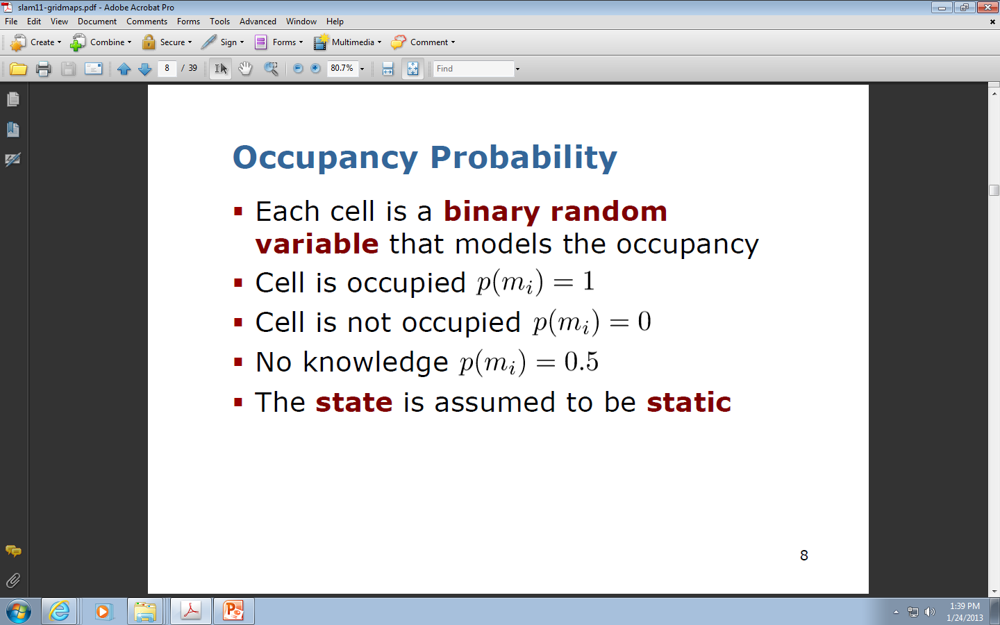 slam11-gridmaps.pdf - Adobe Acrobat Pro
File Edit View Document Comments Forms Tools Advanced Window Help
Create Combine Secure Sign Forms Multimedia Comment
8 / 39 80.7% Find
Occupancy Probability
Each cell is a binary random
variable that models the occupancy
Cell is occupied p(m_i) = 1
Cell is not occupied p(m_i) = 0
No knowledge p(m_i) = 0.5
The state is assumed to be static
8
1:39 PM
1/24/2013